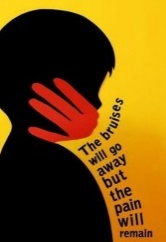 The bruises
will go
away
but
the
pain
will
remain